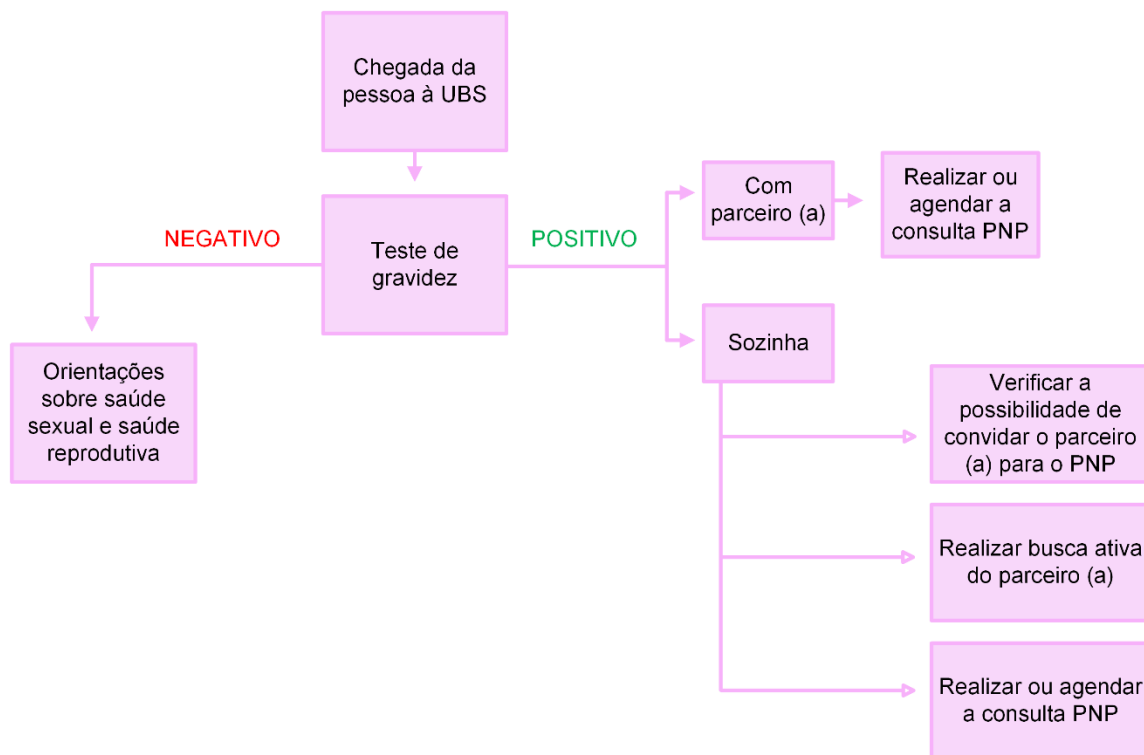 Chegada da
pessoa à UBS
Teste de
gravidez
NEGATIVO
POSITIVO
Orientações
sobre saúde
sexual e saúde
reprodutiva
Com
parceiro (a)
Realizar ou
agendar a
consulta PNP
Sozinha
Verificar a
possibilidade de
convidar o parceiro
(a) para o PNP
Realizar busca ativa
do parceiro (a)
Realizar ou agendar
a consulta PNP